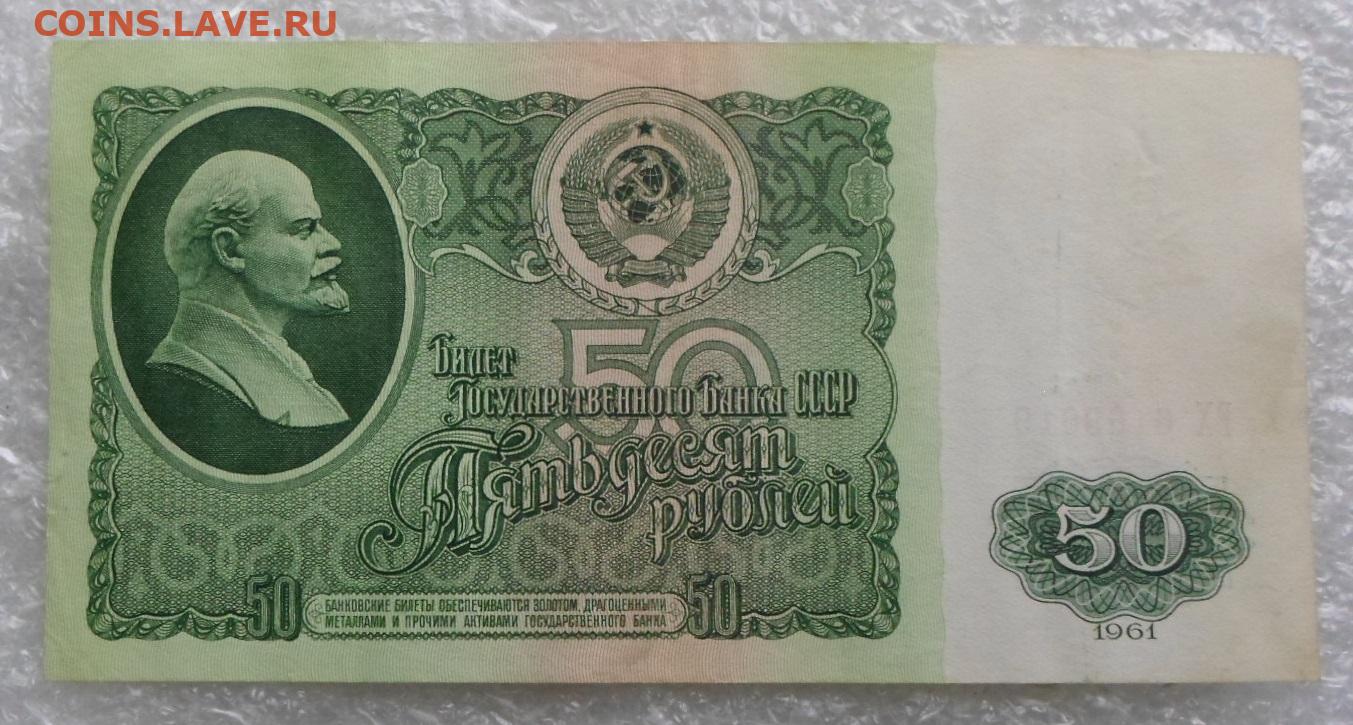 COINS.LAVE.RU
50
Билет
Государственного Банка СССР
Пятьдесят
рублей
50
БАНКОВСКИЕ БИЛЕТЫ ОБЕСПЕЧИВАЮТСЯ ЗОЛОТОМ, ДРАГОЦЕННЫМИ
МЕТАЛЛАМИ И ПРОЧИМИ АКТИВАМИ ГОСУДАРСТВЕННОГО БАНКА
50
50
1961